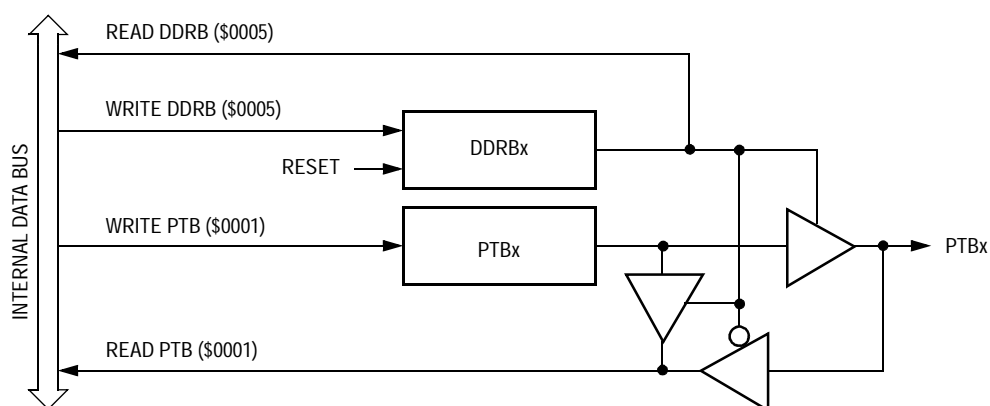 READ DDRB ($0005)
WRITE DDRB ($0005)
DDRBx
RESET
INTERNAL DATA BUS
WRITE PTB ($0001)
PTBx
PTBx
READ PTB ($0001)